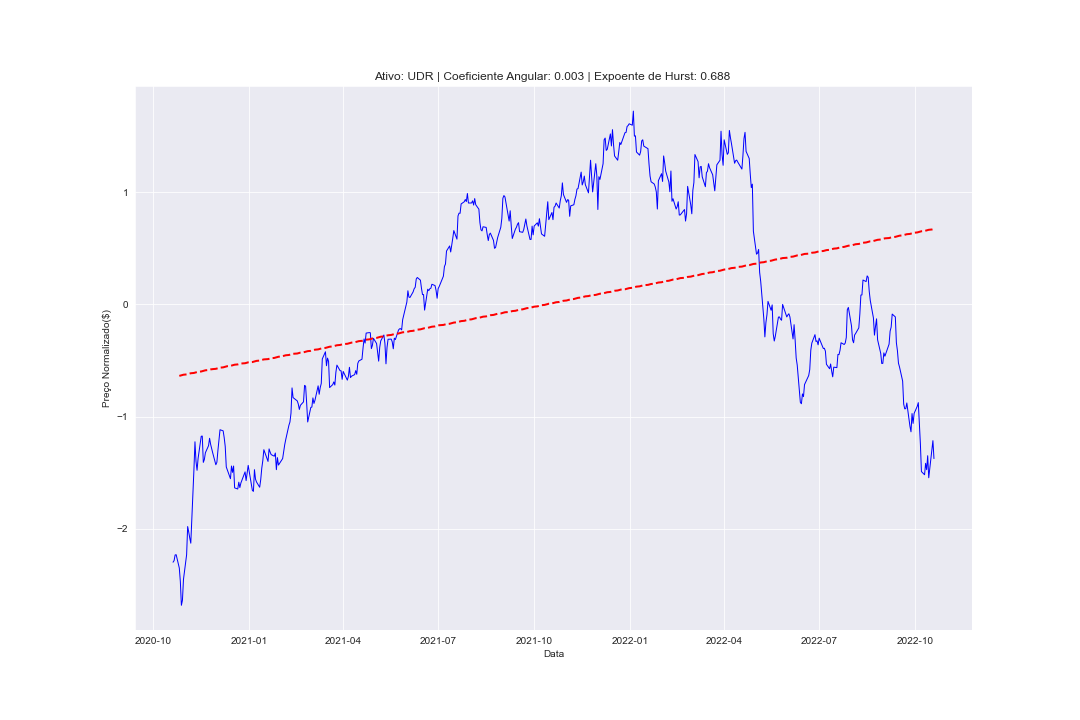 Ativo: UDR | Coeficiente Angular: 0.003 | Expoente de Hurst: 0.688
Preço Normalizado($)
1
0
−1
−2
2020-10 2021-01 2021-04 2021-07 2021-10 2022-01 2022-04 2022-07 2022-10
Data